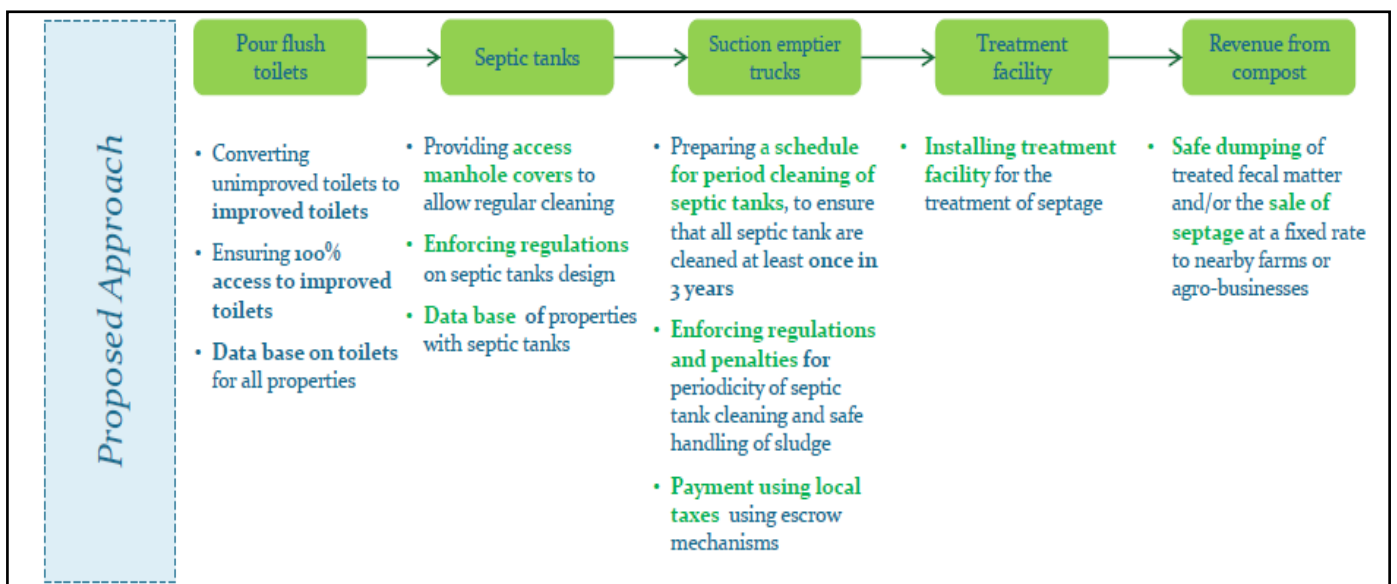 Proposed Approach
Pour flush
toilets
Septic tanks
Suction emptier
trucks
Treatment
facility
Revenue from
compost
• Converting
unimproved toilets to
improved toilets
• Ensuring 100%
access to improved
toilets
• Data base on toilets
for all properties
• Providing access
manhole covers to
allow regular cleaning
• Enforcing regulations
on septic tanks design
• Data base of properties
with septic tanks
• Preparing a schedule
for period cleaning of
septic tanks, to ensure
that all septic tank are
cleaned at least once in
3 years
• Enforcing regulations
and penalties for
periodicity of septic
tank cleaning and safe
handling of sludge
• Payment using local
taxes using escrow
mechanisms
• Installing treatment
facility for the
treatment of septage
• Safe dumping of
treated fecal matter
and/or the sale of
septage at a fixed rate
to nearby farms or
agro-businesses